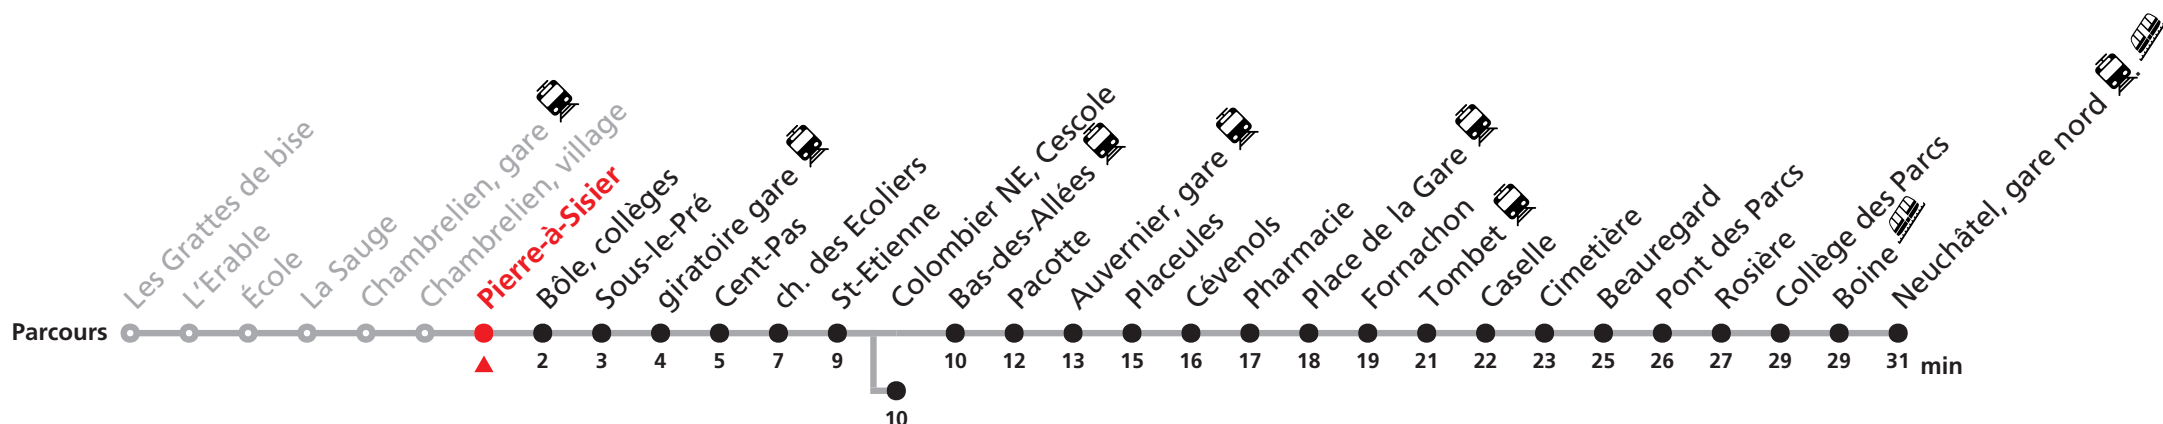 Les Grattes de bise
L'Erable
École
La Sauge
Chambrelien, gare
Chambrelien, village
Pierre-à-Sisier
Bôle, collèges
Sous-le-Pré
giratoire gare
Cent-Pas
ch. des Ecoliers
St-Etienne
Colombier NE, Cescole
Bas-des-Allées
Pacotte
Auvernier, gare
Placeules
Cévenols
Pharmacie
Place de la Gare
Fornachon
Tombet
Caselle
Cimetière
Beauregard
Pont des Parcs
Rosière
Collège des Parcs
Boine
Neuchâtel, gare nord
Parcours
2 3 4 5 7 9 10 12 13 15 16 17 18 19 21 22 23 25 26 27 29 29 31 min
10